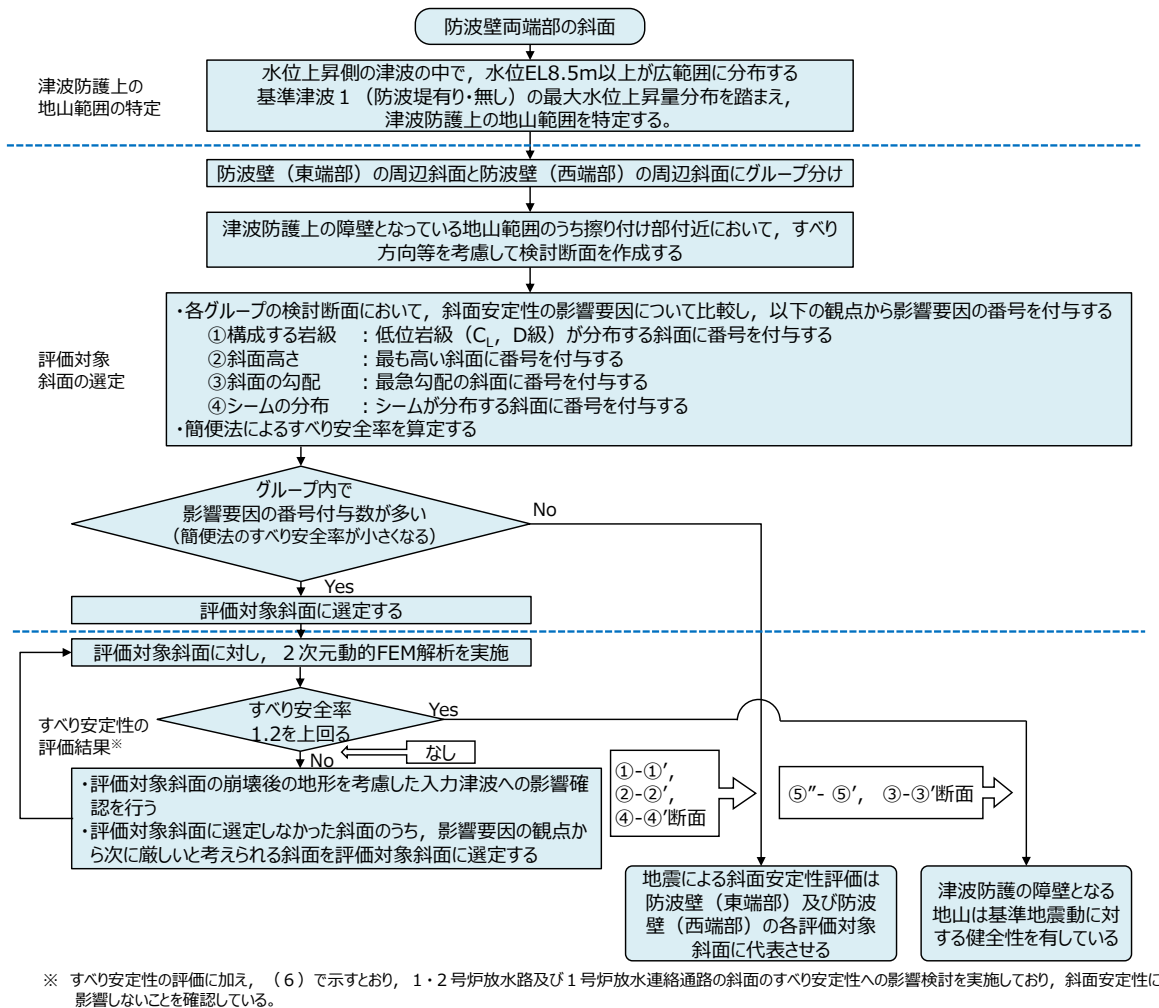 防波壁両端部の斜面
津波防護上の
地山範囲の特定
水位上昇側の津波の中で，水位EL8.5m以上が広範囲に分布する
基準津波１（防波堤有り・無し）の最大水位上昇量分布を踏まえ，
津波防護上の地山範囲を特定する。
防波壁（東端部）の周辺斜面と防波壁（西端部）の周辺斜面にグループ分け
津波防護上の障壁となっている地山範囲のうち擦り付け部付近において，すべり
方向等を考慮して検討断面を作成する
評価対象
斜面の選定
・各グループの検討断面において，斜面安定性の影響要因について比較し，以下の観点から影響要因の番号を付与する
①構成する岩級　：低位岩級（CL，D級）が分布する斜面に番号を付与する
②斜面高さ　：最も高い斜面に番号を付与する
③斜面の勾配　：最急勾配の斜面に番号を付与する
④シームの分布　：シームが分布する斜面に番号を付与する
・簡便法によるすべり安全率を算定する
グループ内で
影響要因の番号付与数が多い
（簡便法のすべり安全率が小さくなる）
No
Yes
評価対象斜面に選定する
評価対象斜面に対し，２次元動的FEM解析を実施
すべり安定性の
評価結果※
すべり安全率
1.2を上回る
Yes
No
なし
・評価対象斜面の崩壊後の地形を考慮した入力津波への影響確
認を行う
・評価対象斜面に選定しなかった斜面のうち，影響要因の観点か
ら次に厳しいと考えられる斜面を評価対象斜面に選定する
①-①′，
②-②′，
④-④′断面
⑤″-⑤′，③-③′断面
地震による斜面安定性評価は
防波壁（東端部）及び防波
壁（西端部）の各評価対象
斜面に代表させる
津波防護の障壁となる
地山は基準地震動に対
する健全性を有している
※　すべり安定性の評価に加え，（６）で示すとおり，１・２号炉放水路及び１号炉放水連絡通路の斜面のすべり安定性への影響検討を実施しており，斜面安定性に
影響しないことを確認している。